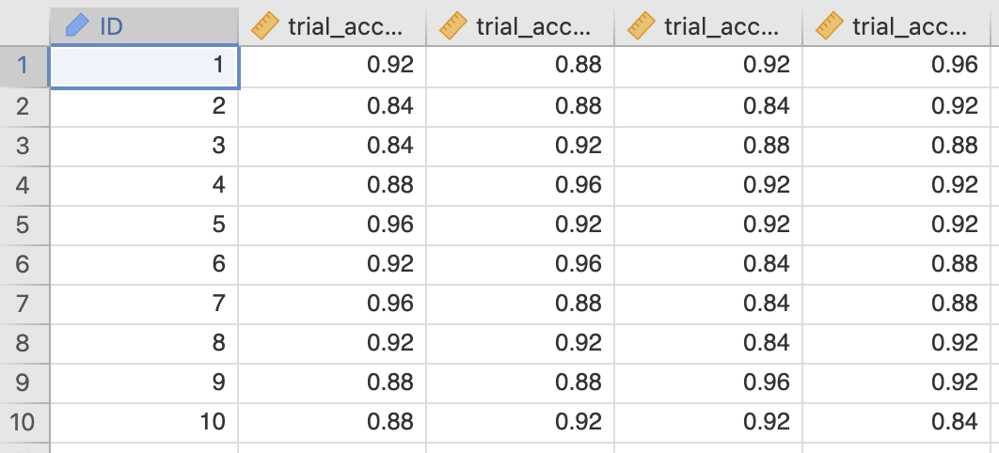 ID trial_acc... trial_acc... trial_acc... trial_acc...
1 1 0.92 0.88 0.92 0.96
2 2 0.84 0.88 0.84 0.92
3 3 0.84 0.92 0.88 0.88
4 4 0.88 0.96 0.92 0.92
5 5 0.96 0.92 0.92 0.92
6 6 0.92 0.96 0.84 0.88
7 7 0.96 0.88 0.84 0.88
8 8 0.92 0.92 0.84 0.92
9 9 0.88 0.88 0.96 0.92
10 10 0.88 0.92 0.92 0.84